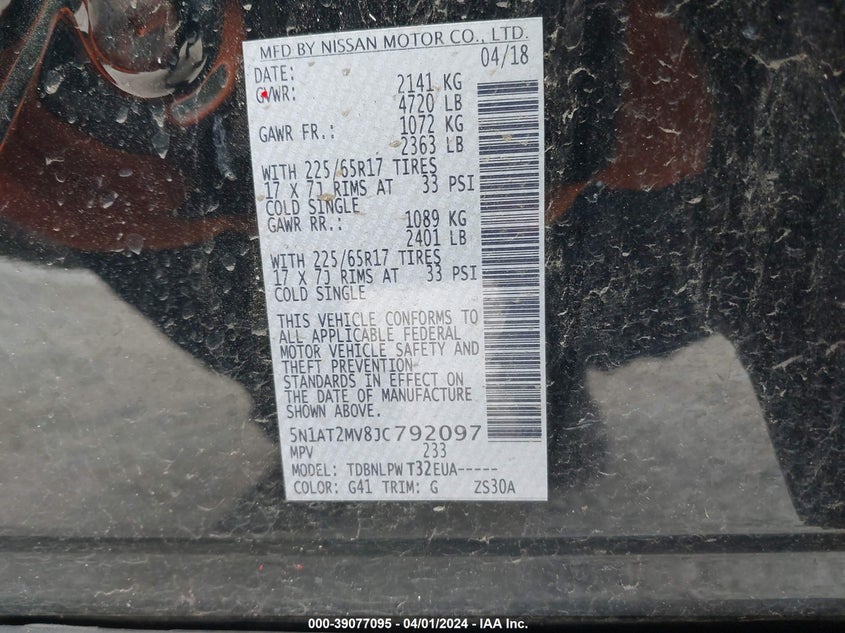 MFD BY NISSAN MOTOR CO., LTD.
DATE: 04/18
GVWR: 2141 KG
4720 LB
GAWR FR.: 1072 KG
2363 LB
WITH 225/65R17 TIRES
17 X 7J RIMS AT 33 PSI
COLD SINGLE
GAWR RR.: 1089 KG
2401 LB
WITH 225/65R17 TIRES
17 X 7J RIMS AT 33 PSI
COLD SINGLE
THIS VEHICLE CONFORMS TO
ALL APPLICABLE FEDERAL
MOTOR VEHICLE SAFETY AND
THEFT PREVENTION
STANDARDS IN EFFECT ON
THE DATE OF MANUFACTURE
SHOWN ABOVE.
5N1AT2MV8JC792097
MPV 233
MODEL: TDBNLPW T32EUA-----
COLOR: G41 TRIM: G ZS30A
000-39077095 - 04/01/2024 - IAA Inc.